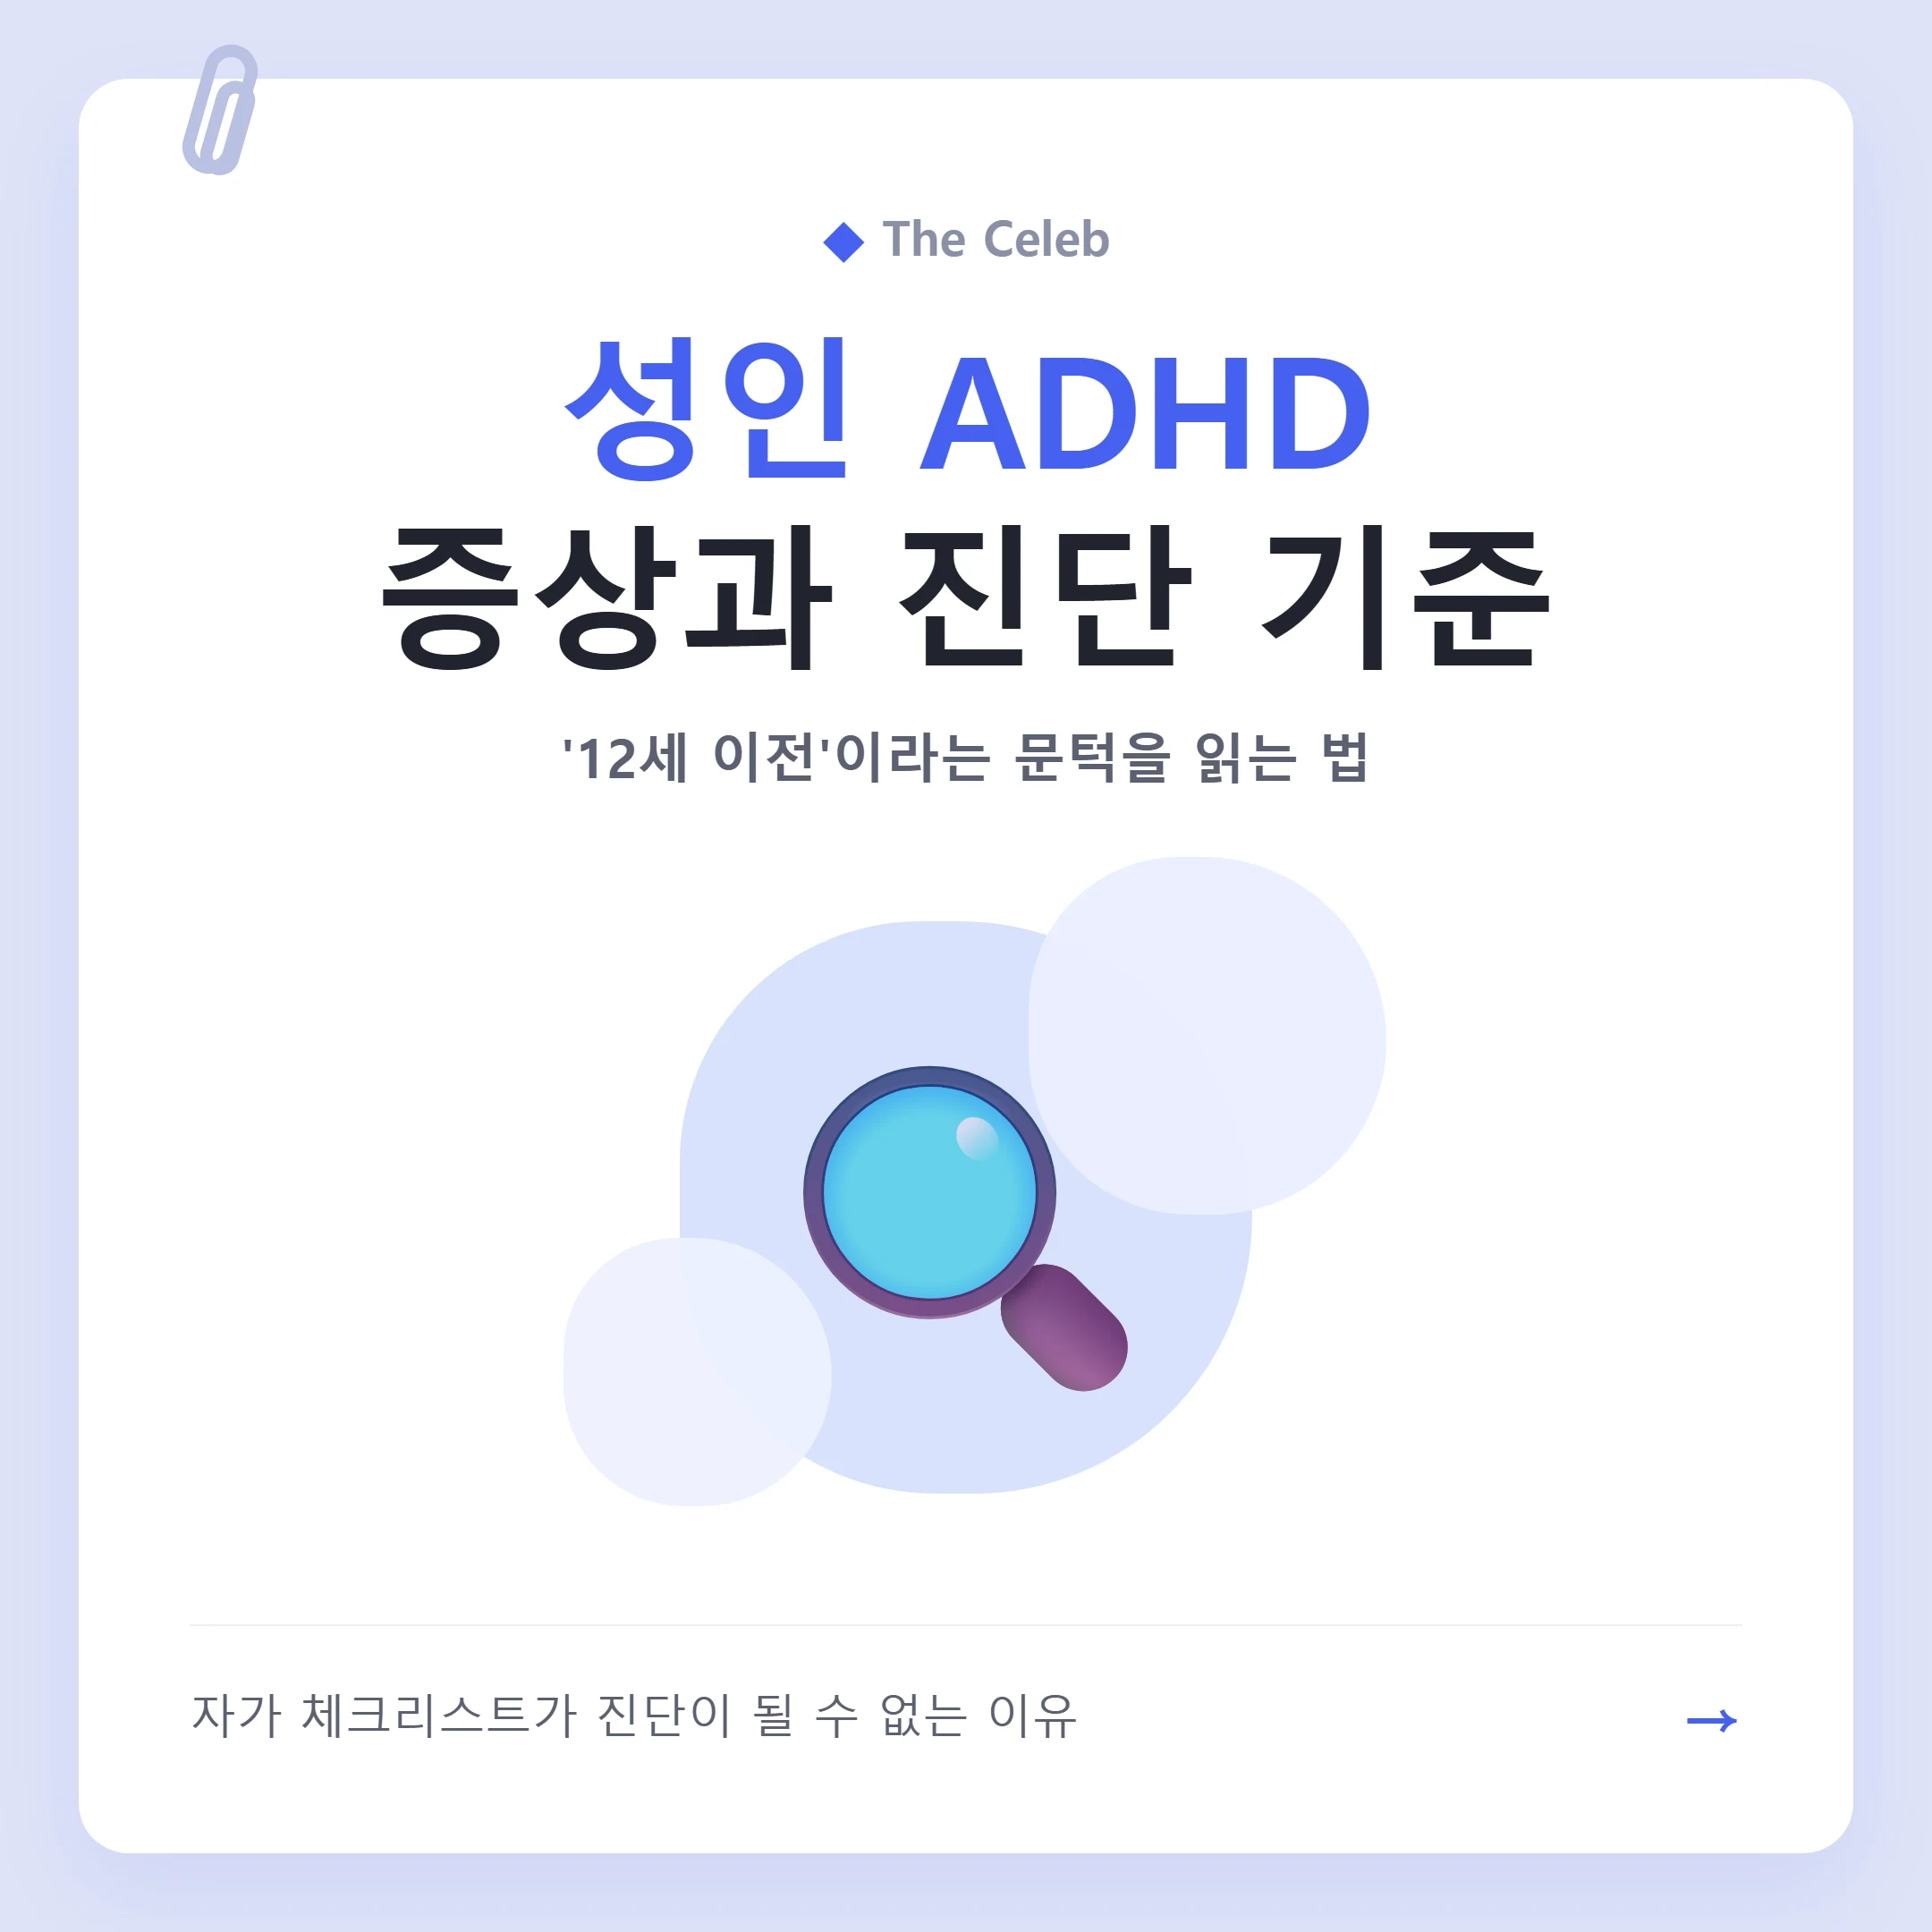 ◆ The Celeb
성인 ADHD
증상과 진단 기준
'12세 이전'이라는 문턱을 읽는 법
자가 체크리스트가 진단이 될 수 없는 이유 →